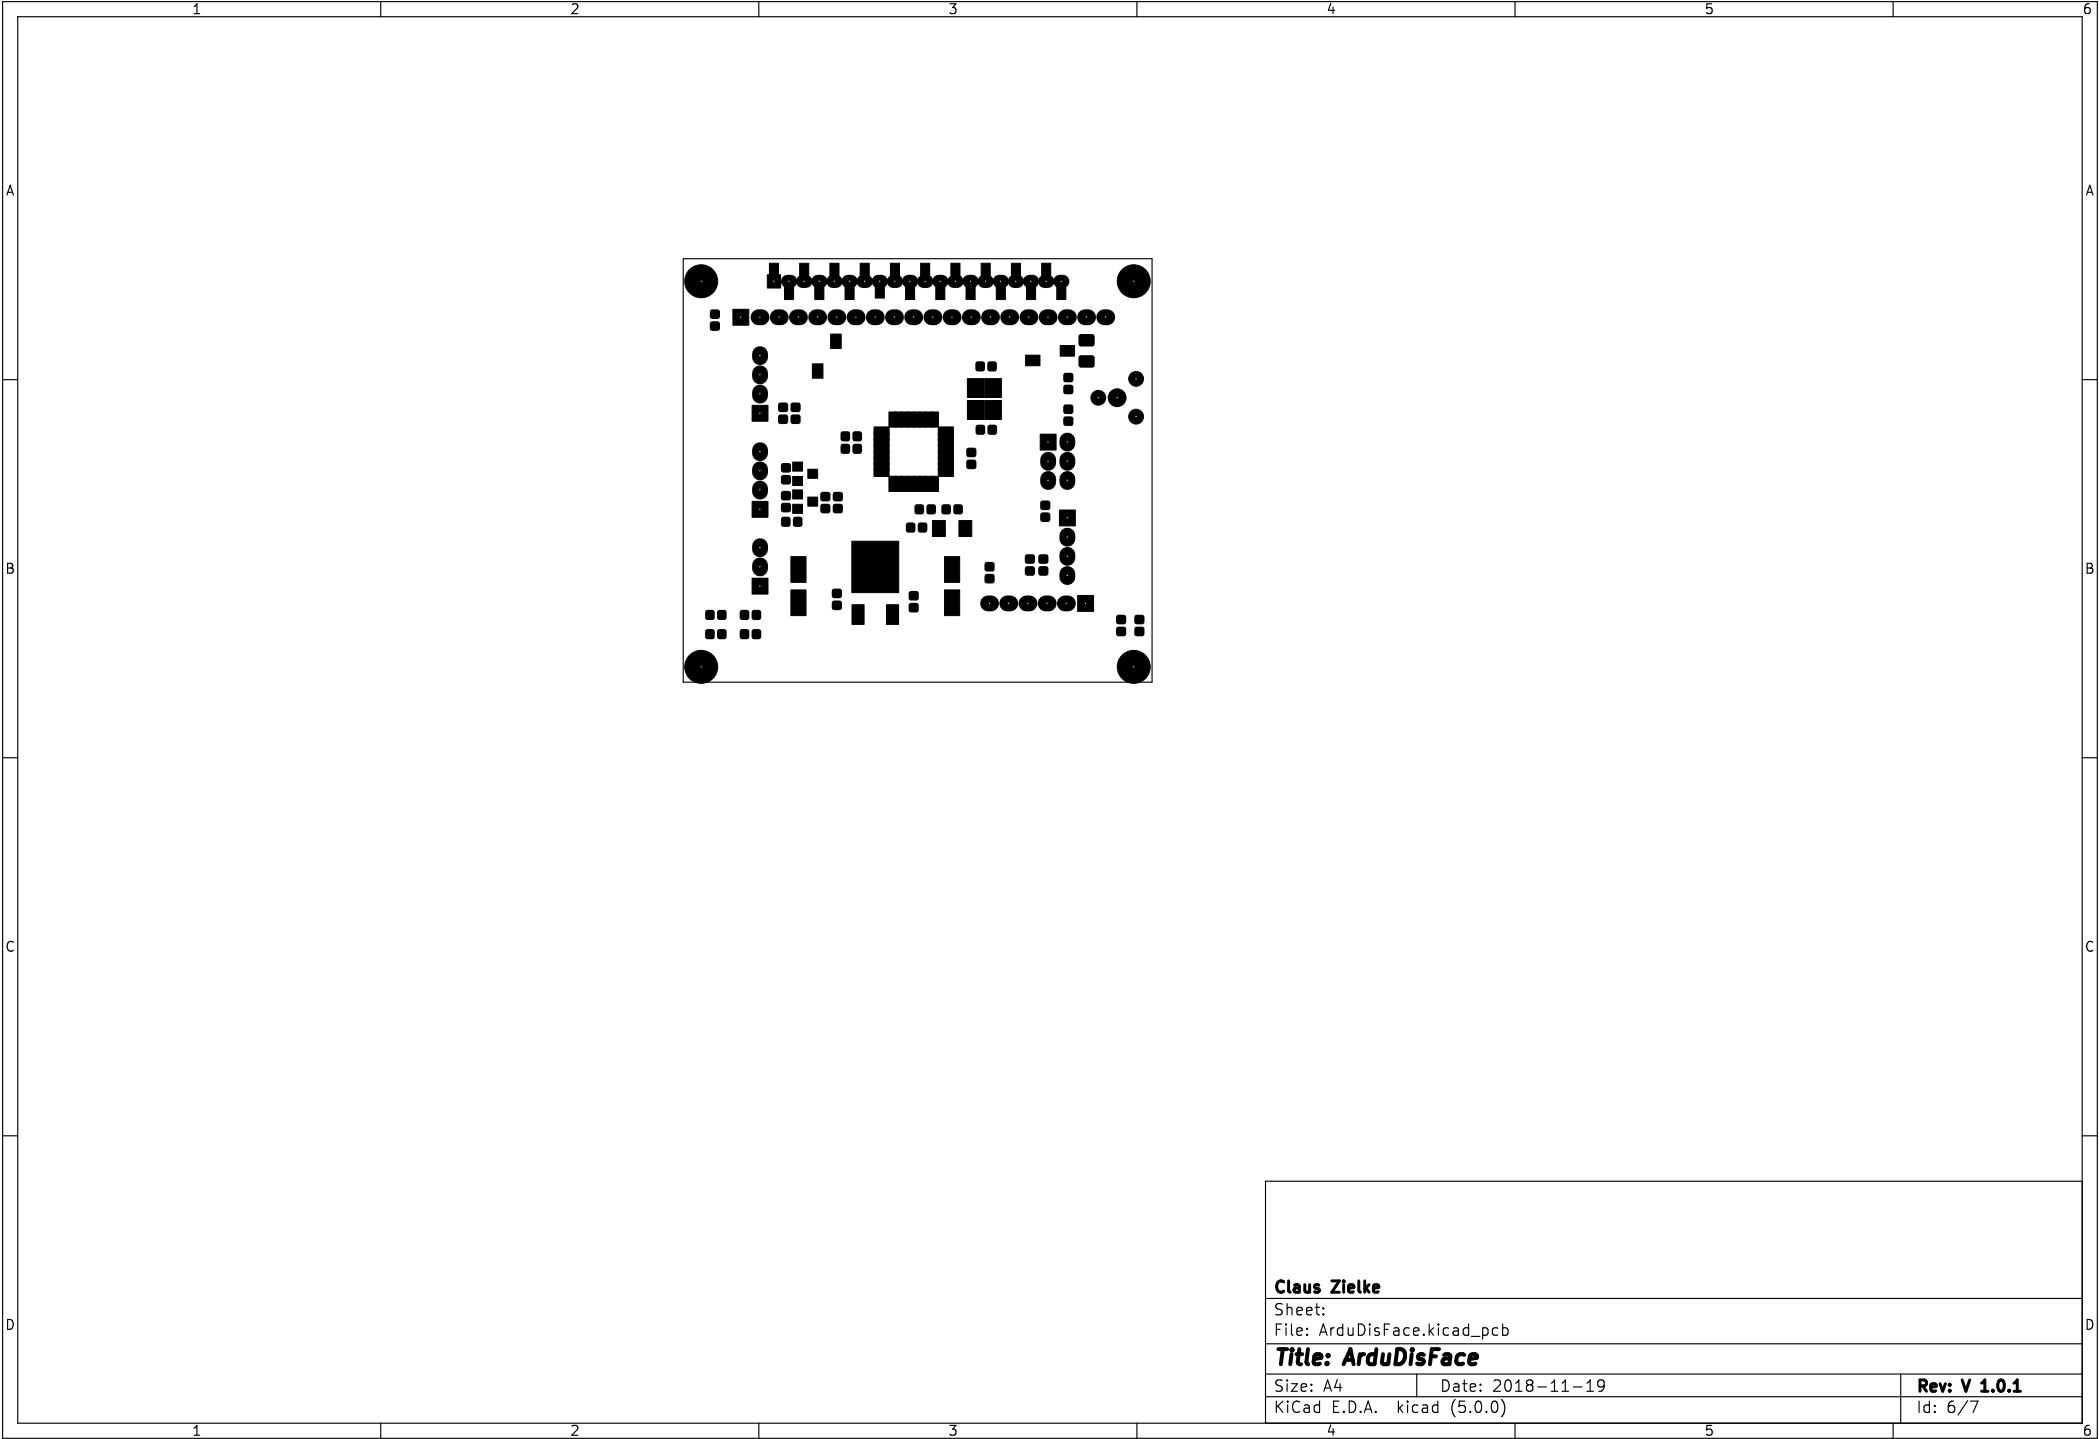 1 2 3 4 5 6
A A
B B
C C
Claus Zielke
Sheet:
File: ArduDisFace.kicad_pcb
D D
Title: ArduDisFace
Size: A4 Date: 2018-11-19 Rev: V 1.0.1
KiCad E.D.A. kicad (5.0.0) Id: 6/7
1 2 3 4 5 6